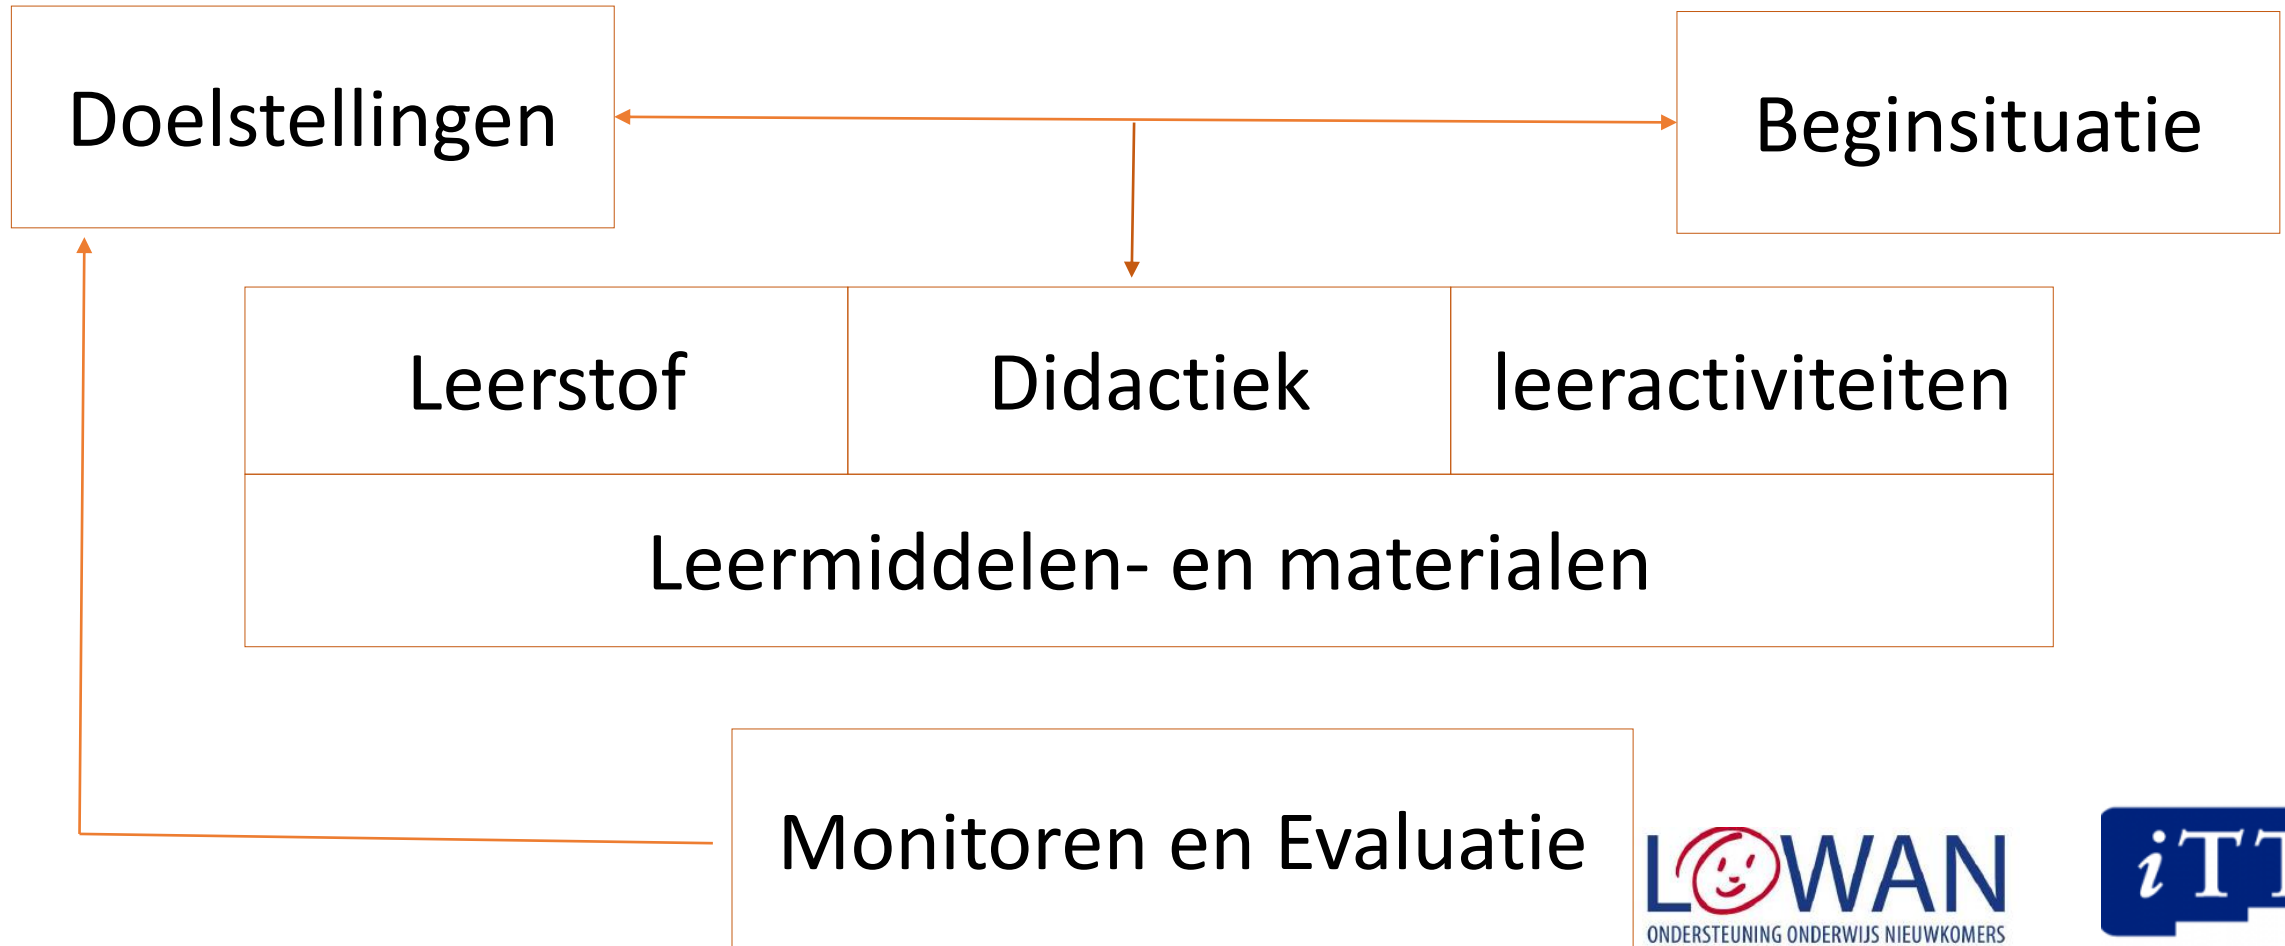 Doelstellingen
Beginsituatie
Leerstof
Didactiek
leeractiviteiten
Leermiddelen- en materialen
Monitoren en Evaluatie
LOWAN
ONDERSTEUNING ONDERWIJS NIEUWKOMERS